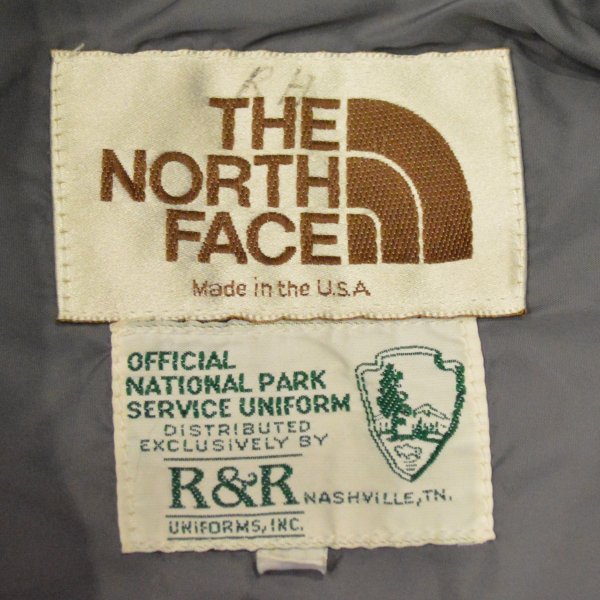 RH
THE
NORTH
FACE
Made in the U.S.A
OFFICIAL
NATIONAL PARK
SERVICE UNIFORM
DISTRIBUTED
EXCLUSIVELY BY
R&R NASHVILLE, TN.
UNIFORMS, INC.